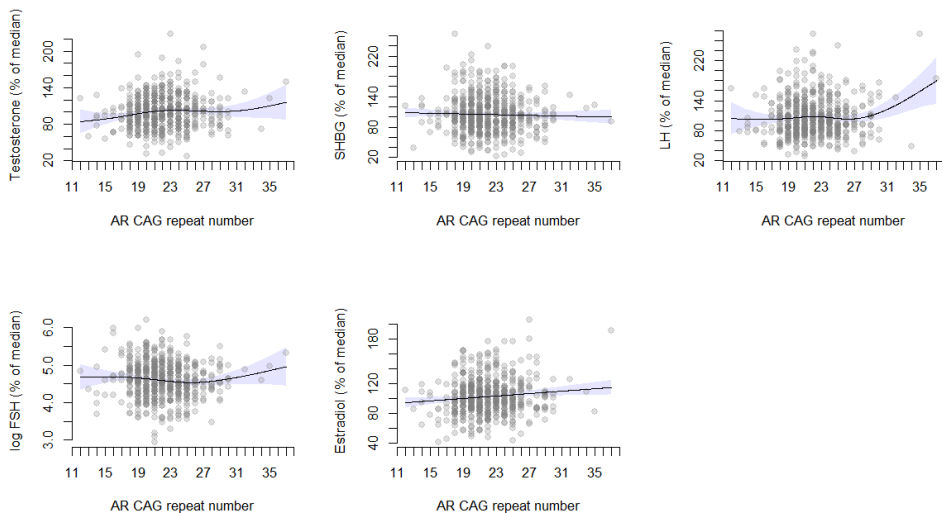 Testosterone (% of median)
20 80 140 200
11 15 19 23 27 31 35
AR CAG repeat number
SHBG (% of median)
20 60 100 140 220
11 15 19 23 27 31 35
AR CAG repeat number
LH (% of median)
20 80 140 220
11 15 19 23 27 31 35
AR CAG repeat number
log FSH (% of median)
3.0 4.0 5.0 6.0
11 15 19 23 27 31 35
AR CAG repeat number
Estradiol (% of median)
40 80 120 180
11 15 19 23 27 31 35
AR CAG repeat number